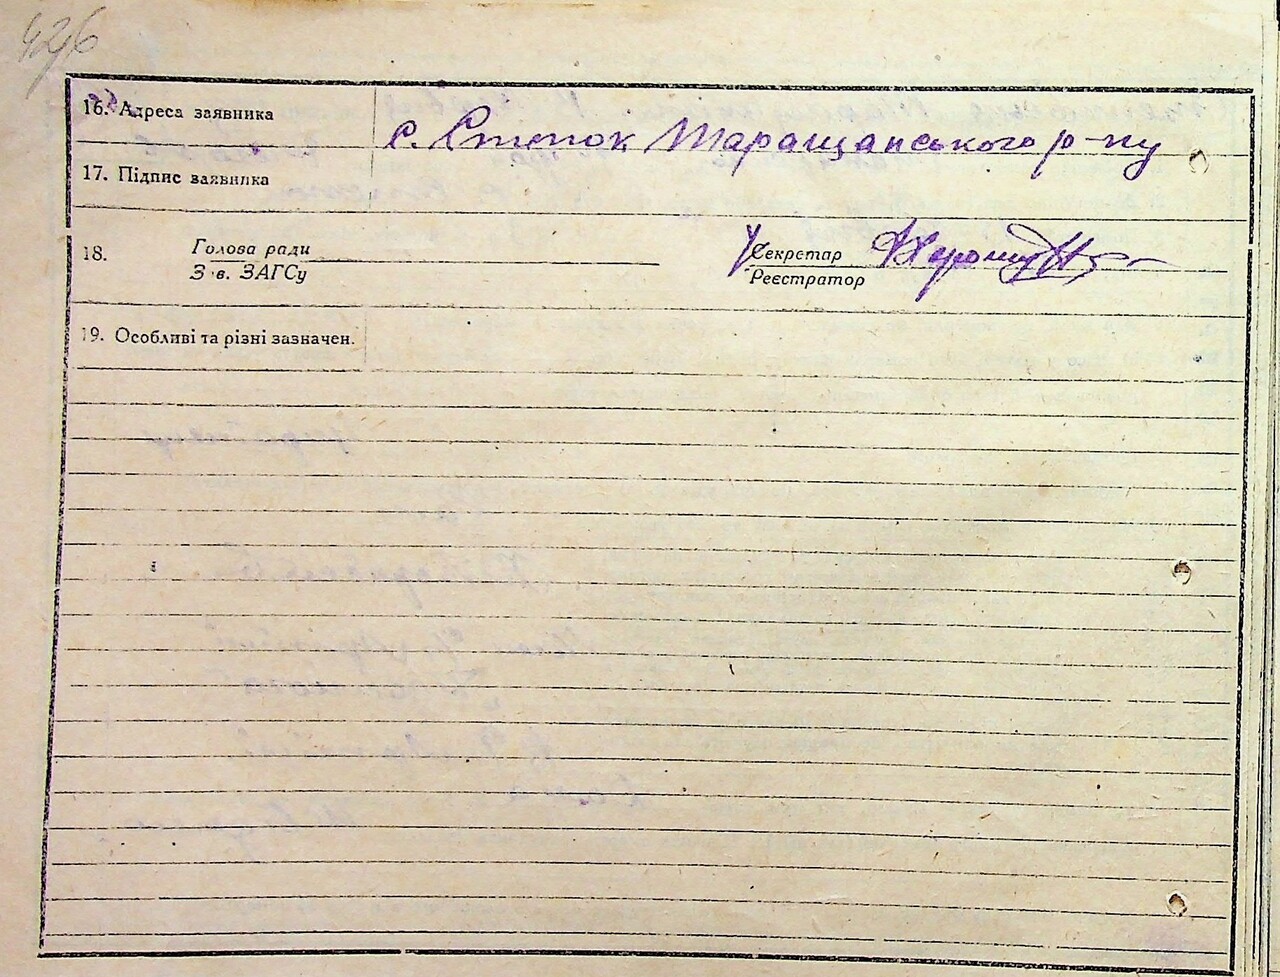 426
16. Адреса заявника
с. Степок Таращанського р-ну
17. Підпис заявника
18. Голова ради Секретар
Зав. ЗАГСу Реєстратор
19. Особливі та різні зазначен.